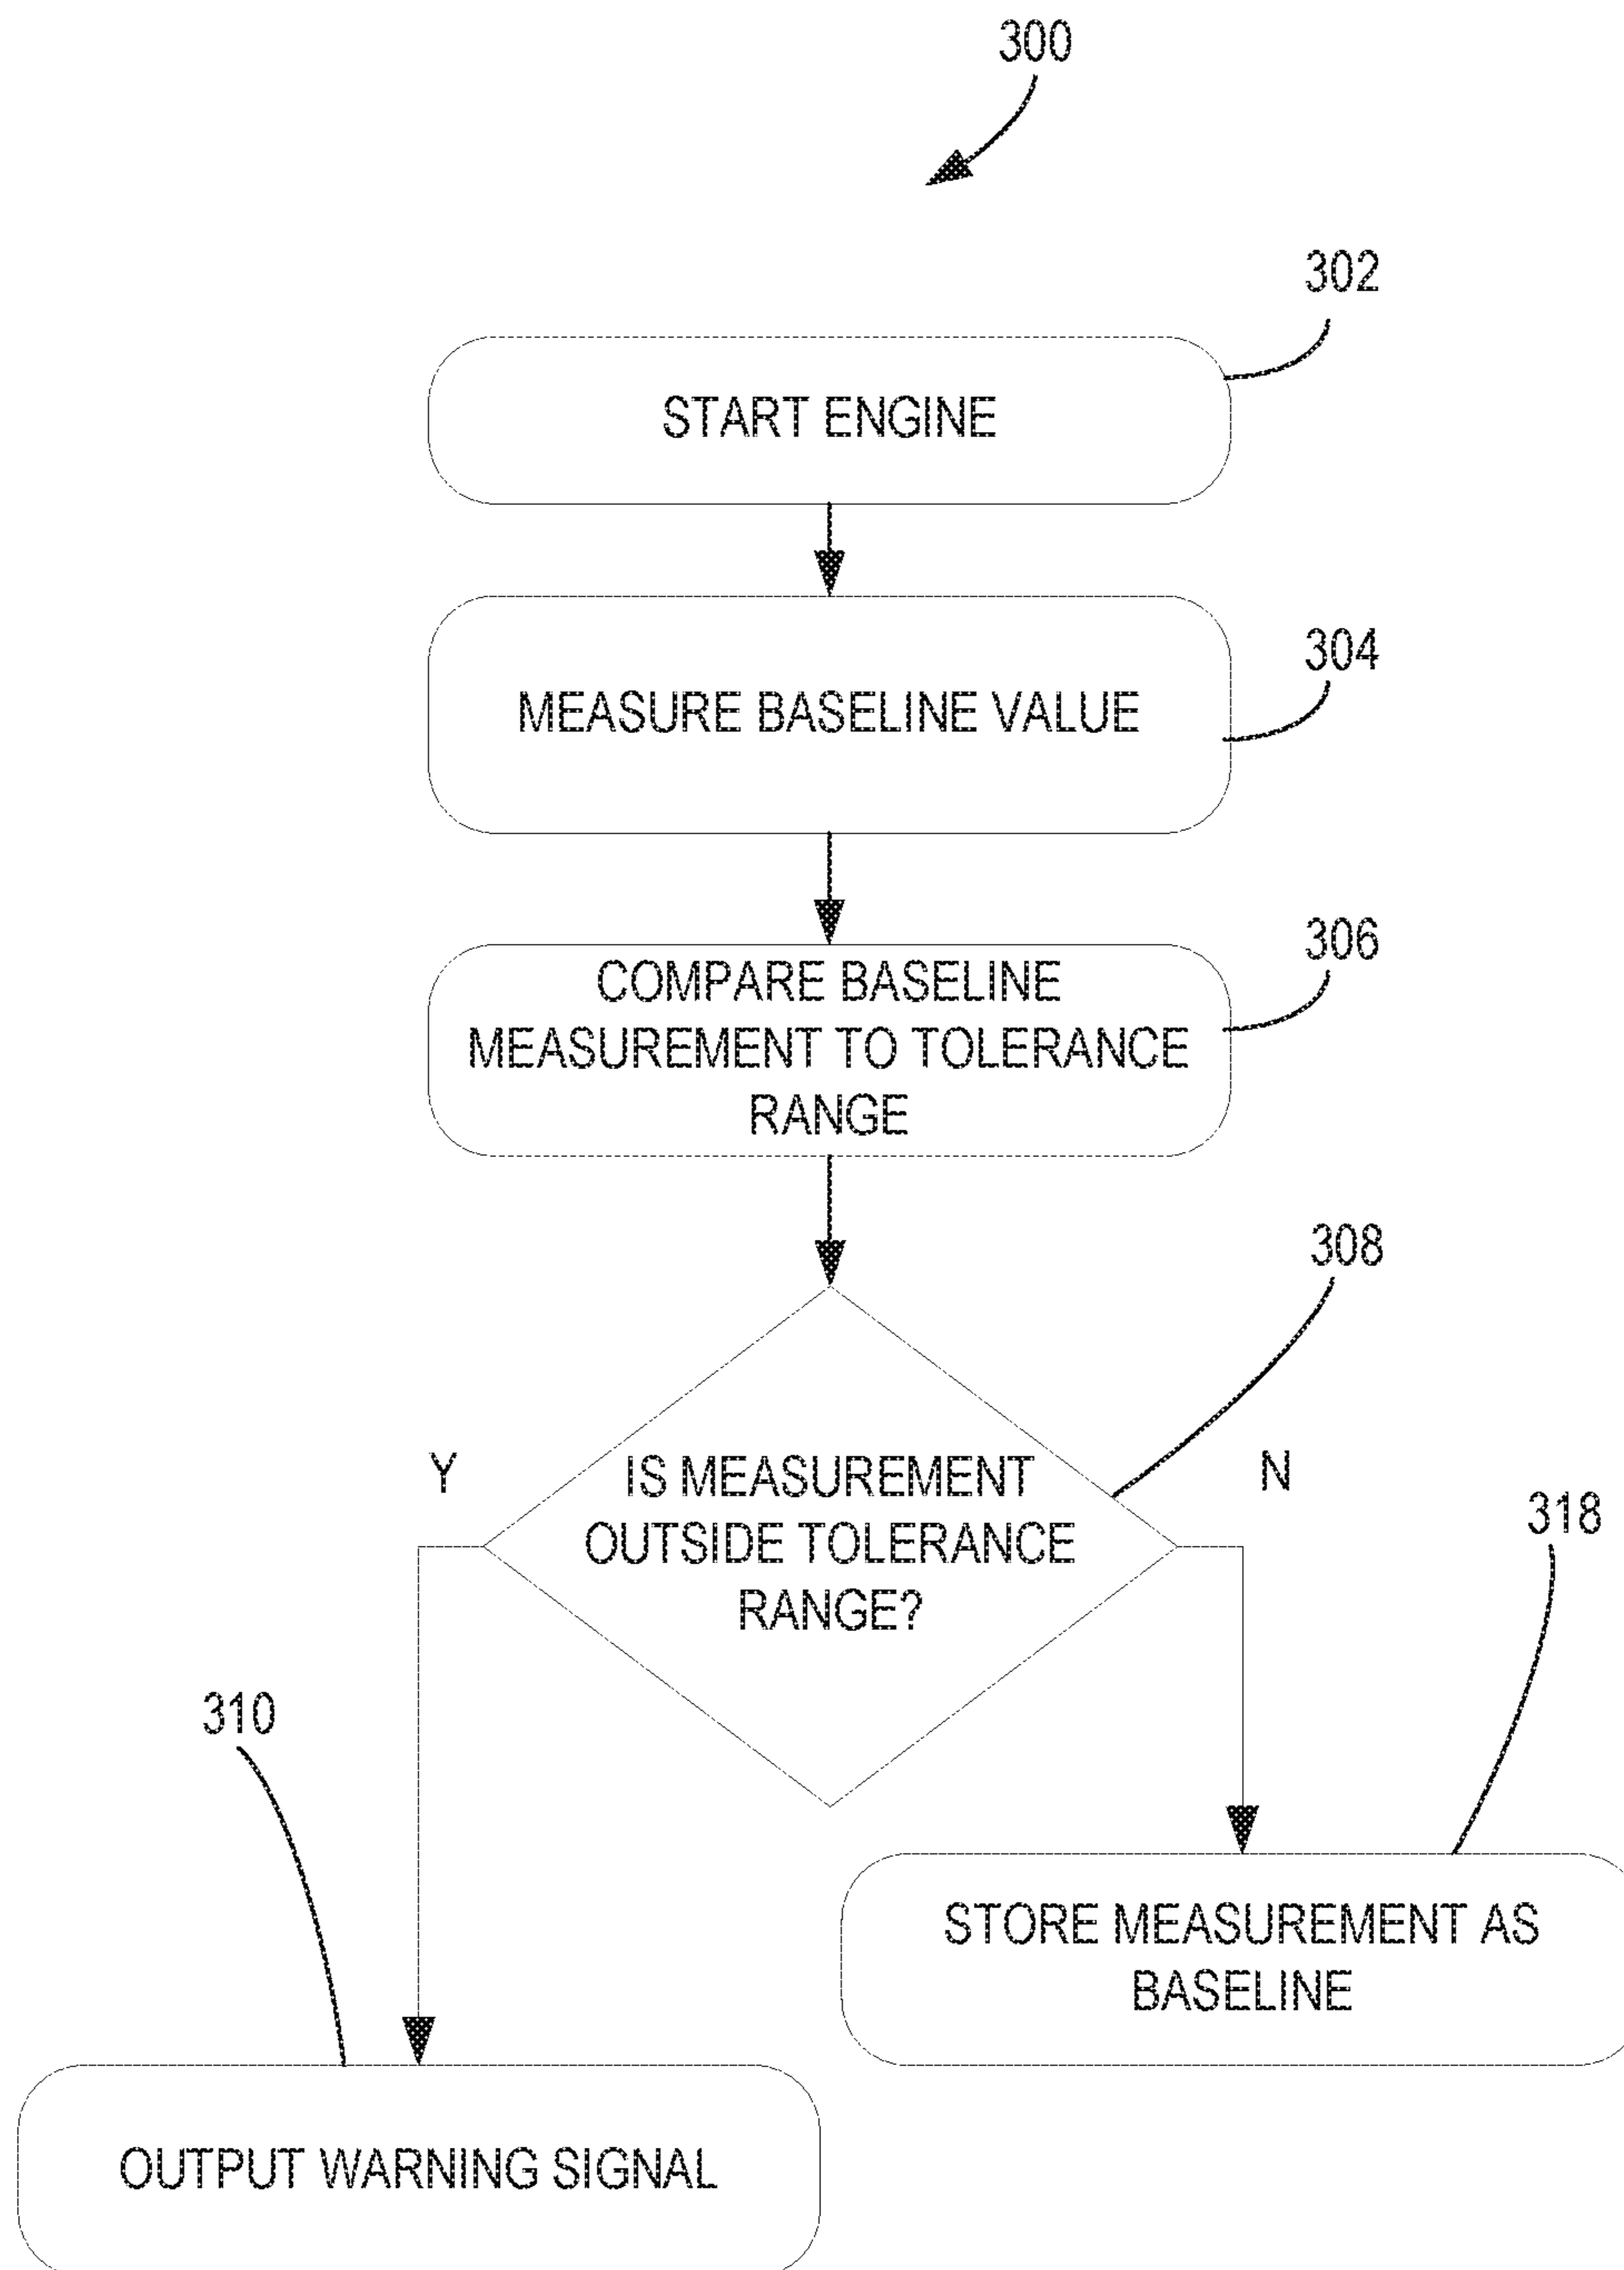 300
302
START ENGINE
304
MEASURE BASELINE VALUE
306
COMPARE BASELINE
MEASUREMENT TO TOLERANCE
RANGE
308
Y
IS MEASUREMENT
OUTSIDE TOLERANCE
RANGE?
N
318
310
STORE MEASUREMENT AS
BASELINE
OUTPUT WARNING SIGNAL